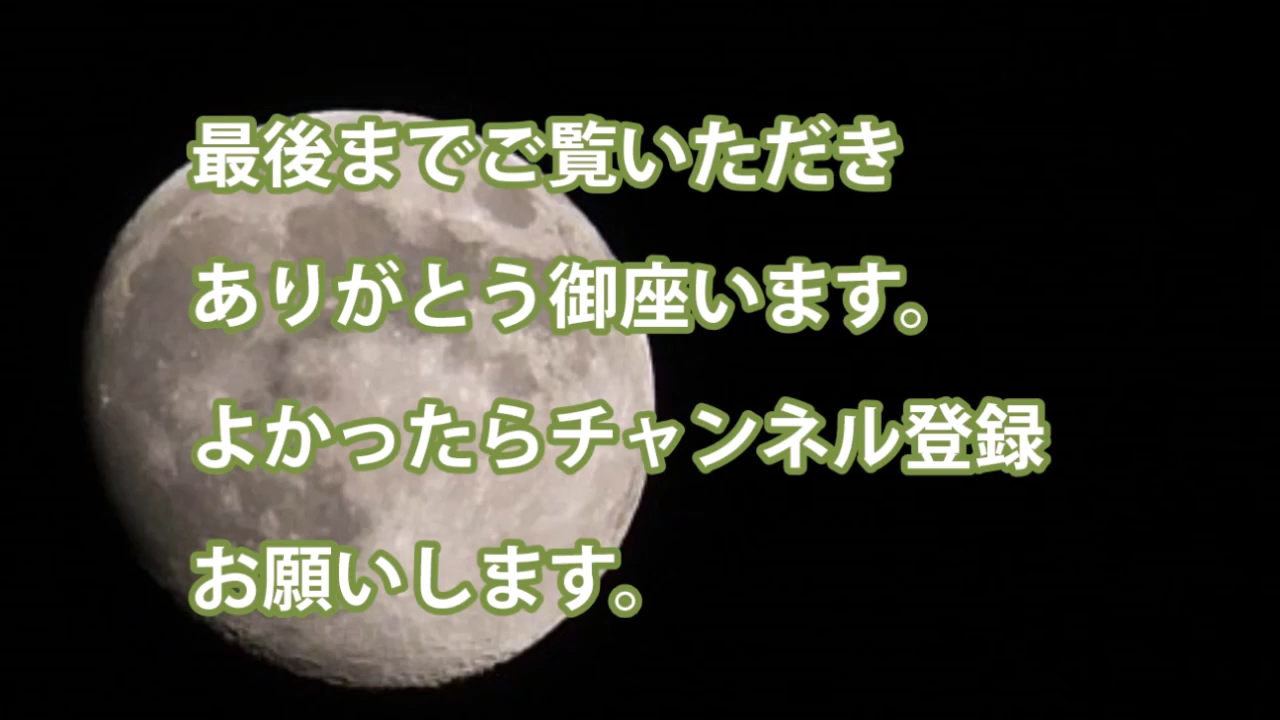 最後までご覧いただき
ありがとう御座います。
よかったらチャンネル登録
お願いします。